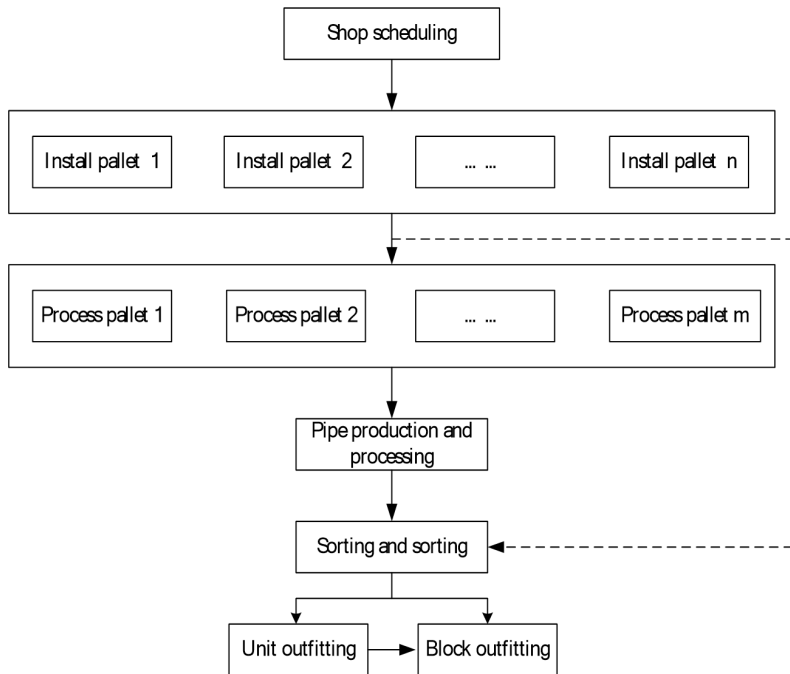 Shop scheduling
Install pallet 1
Install pallet 2
... ...
Install pallet n
Process pallet 1
Process pallet 2
... ...
Process pallet m
Pipe production and
processing
Sorting and sorting
Unit outfitting
Block outfitting